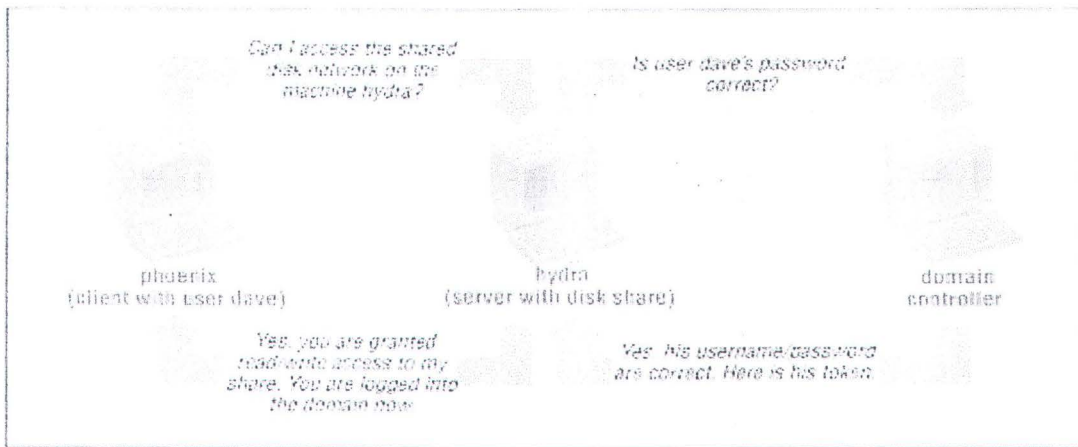 Can I access the shared
disk network on the
machine hydra?
Is user dave's password
correct?
phoenix
(client with user dave)
hydra
(server with disk share)
domain
controller
Yes, you are granted
read/write access to my
share. You are logged into
the domain now.
Yes, his username/password
are correct. Here is his token.